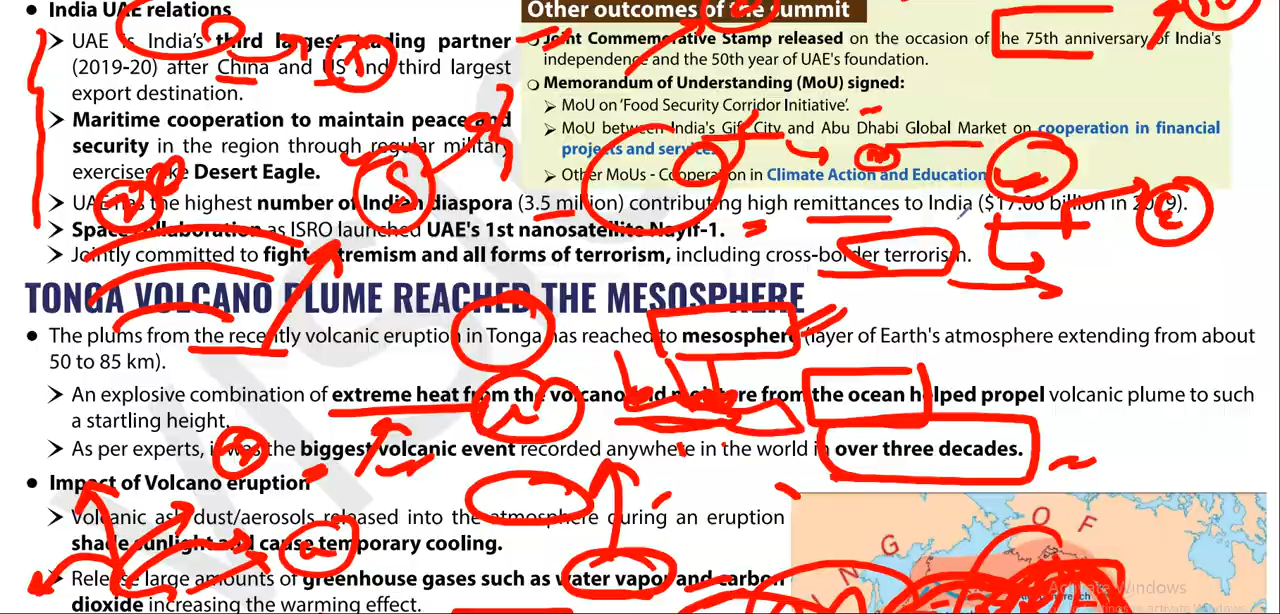 India UAE relations
UAE is India's third largest trading partner
(2019-20) after China and US and third largest
export destination.
Maritime cooperation to maintain peace and
security in the region through regular military
exercises like Desert Eagle.
Other outcomes of the summit
Joint Commemorative Stamp released on the occasion of the 75th anniversary of India's
independence and the 50th year of UAE's foundation.
Memorandum of Understanding (MoU) signed:
MoU on 'Food Security Corridor Initiative'.
MoU between India's Gift City and Abu Dhabi Global Market on cooperation in financial
projects and services
Other MoUs - Cooperation in Climate Action and Education
UAE has the highest number of Indian diaspora (3.5 million) contributing high remittances to India ($17.06 billion in 2019).
Space collaboration as ISRO launched UAE's 1st nanosatellite Nayif-1.
Jointly committed to fight extremism and all forms of terrorism, including cross-border terrorism.
TONGA VOLCANO PLUME REACHED THE MESOSPHERE
The plums from the recently volcanic eruption in Tonga has reached to mesosphere (layer of Earth's atmosphere extending from about
50 to 85 km).
An explosive combination of extreme heat from the volcano and moisture from the ocean helped propel volcanic plume to such
a startling height.
As per experts, it was the biggest volcanic event recorded anywhere in the world in over three decades.
Impact of Volcano eruption
Volcanic ash dust/aerosols released into the atmosphere during an eruption
shade sunlight and cause temporary cooling.
Release large amounts of greenhouse gases such as water vapor and carbon
dioxide increasing the warming effect.
N G O F
Activate Windows